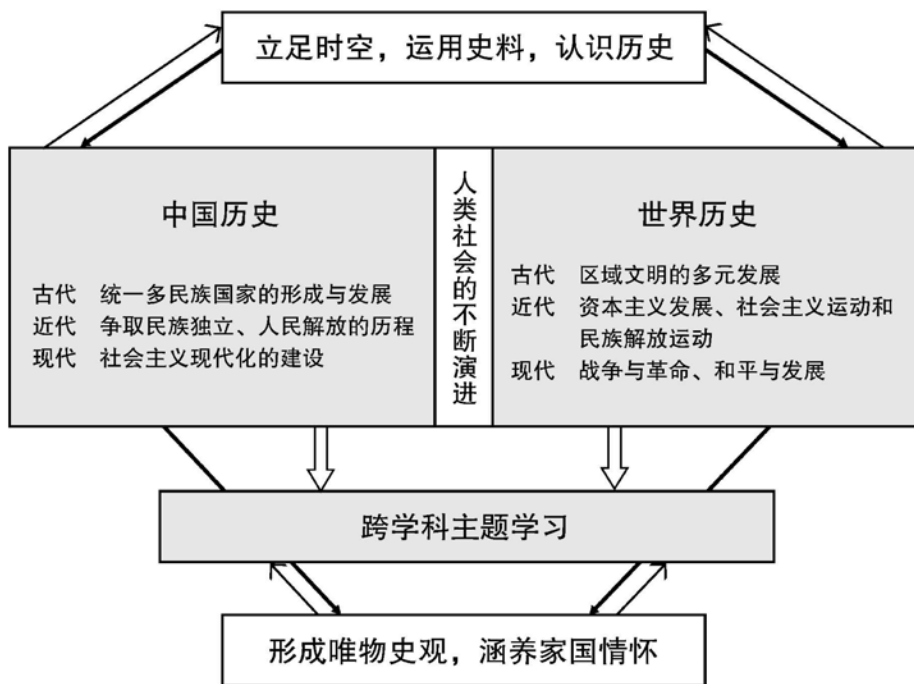 立足时空，运用史料，认识历史
中国历史
古代 统一多民族国家的形成与发展
近代 争取民族独立、人民解放的历程
现代 社会主义现代化的建设
人类社会的不断演进
世界历史
古代 区域文明的多元发展
近代 资本主义发展、社会主义运动和
民族解放运动
现代 战争与革命、和平与发展
跨学科主题学习
形成唯物史观，涵养家国情怀